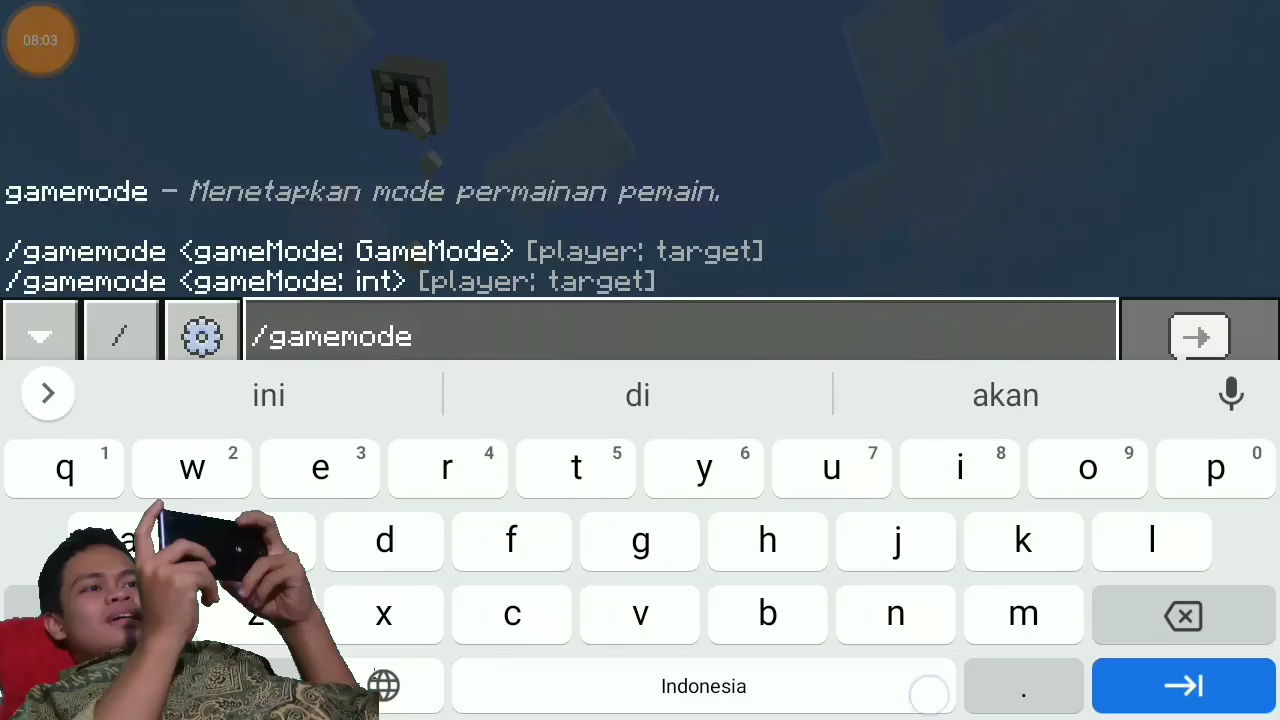 08:03
gamemode – Menetapkan mode permainan pemain.
/gamemode <gameMode: GameMode> [player: target]
/gamemode <gameMode: int> [player: target]
/ /gamemode
ini di akan
q 1 w 2 e 3 r 4 t 5 y 6 u 7 i 8 o 9 p 0
a d f g h j k l
z x c v b n m
Indonesia .